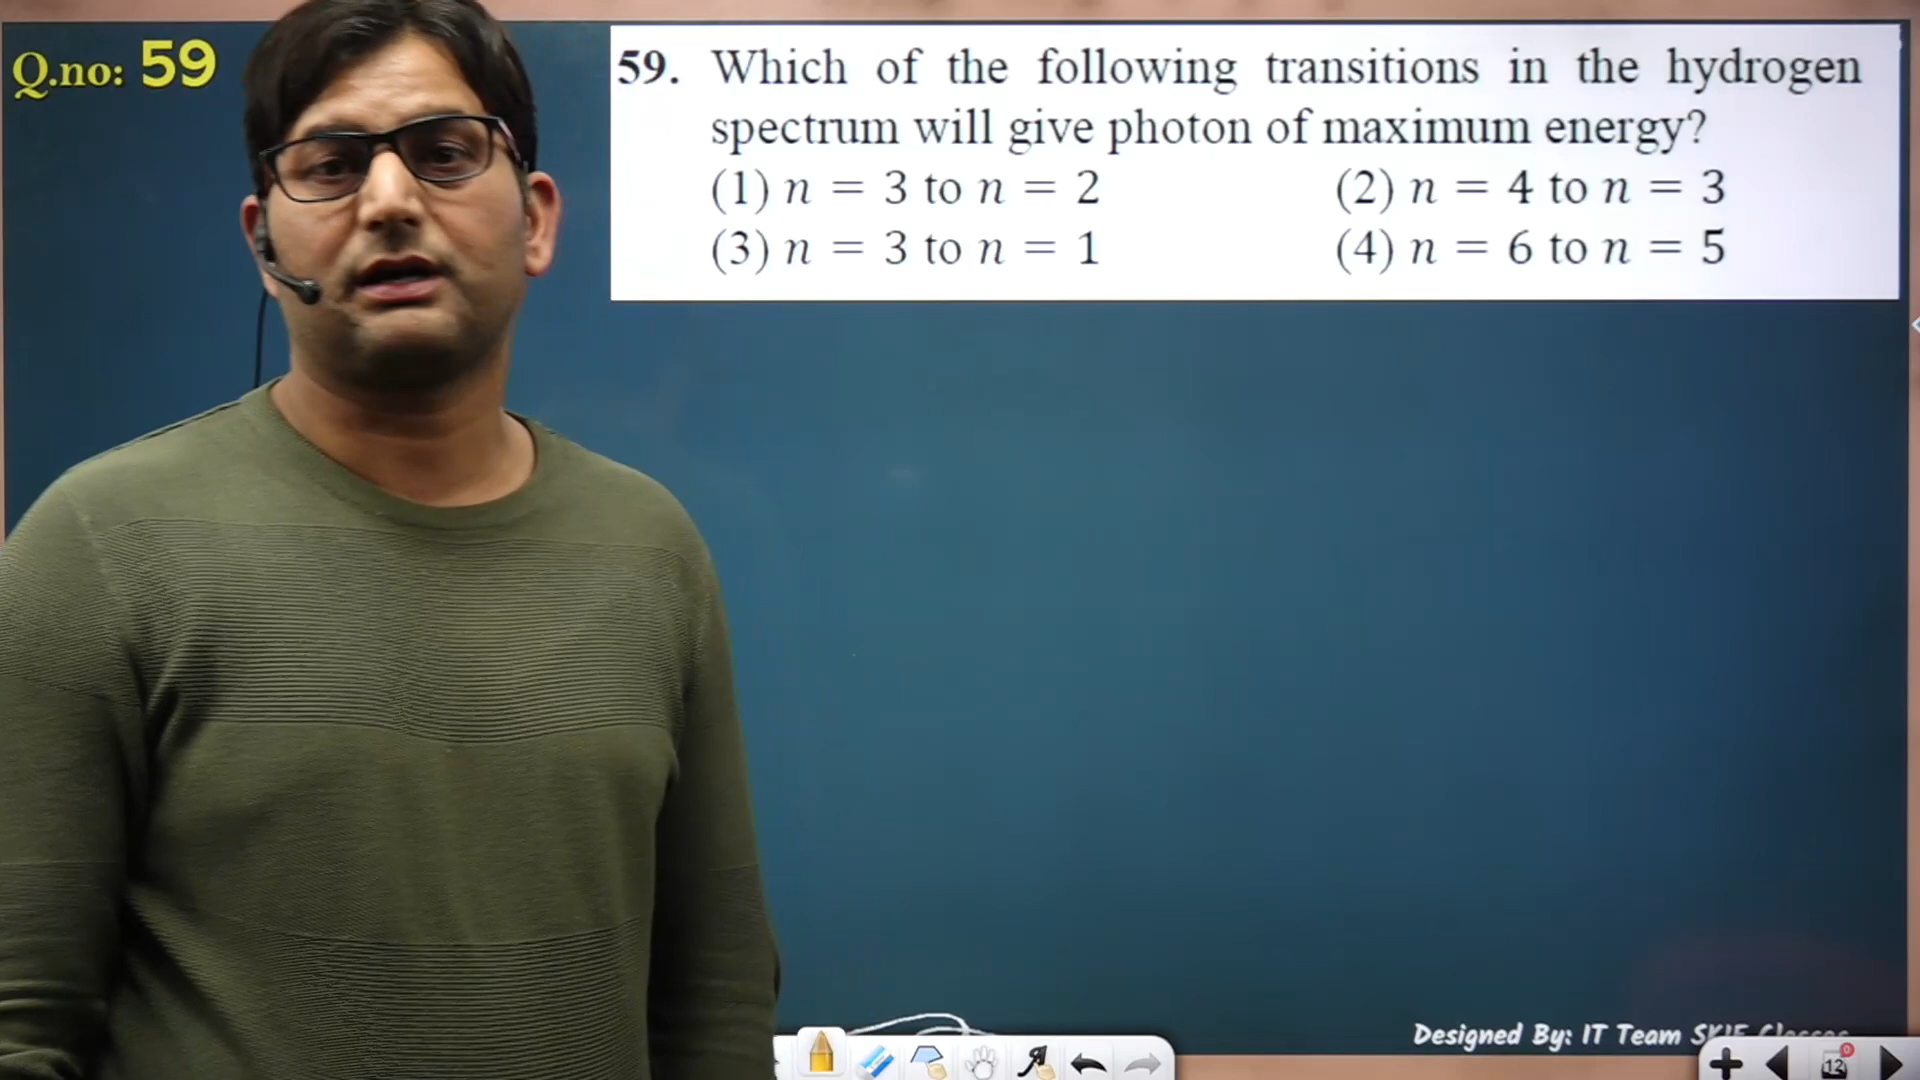 Q.no: 59
59. Which of the following transitions in the hydrogen
spectrum will give photon of maximum energy?
(1) n = 3 to n = 2 (2) n = 4 to n = 3
(3) n = 3 to n = 1 (4) n = 6 to n = 5
Designed By: IT Team
12